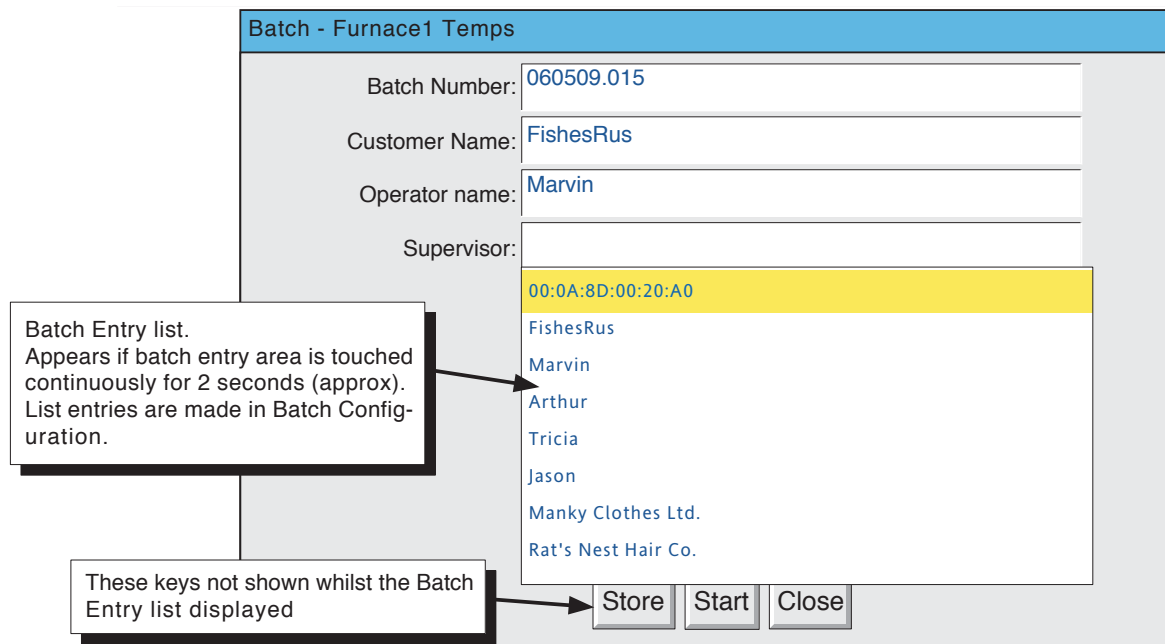 Batch - Furnace1 Temps
Batch Number: 060509.015
Customer Name: FishesRus
Operator name: Marvin
Supervisor:
00:0A:8D:00:20:A0
FishesRus
Marvin
Arthur
Tricia
Jason
Manky Clothes Ltd.
Rat's Nest Hair Co.
Batch Entry list.
Appears if batch entry area is touched
continuously for 2 seconds (approx).
List entries are made in Batch Config-
uration.
These keys not shown whilst the Batch
Entry list displayed
Store Start Close